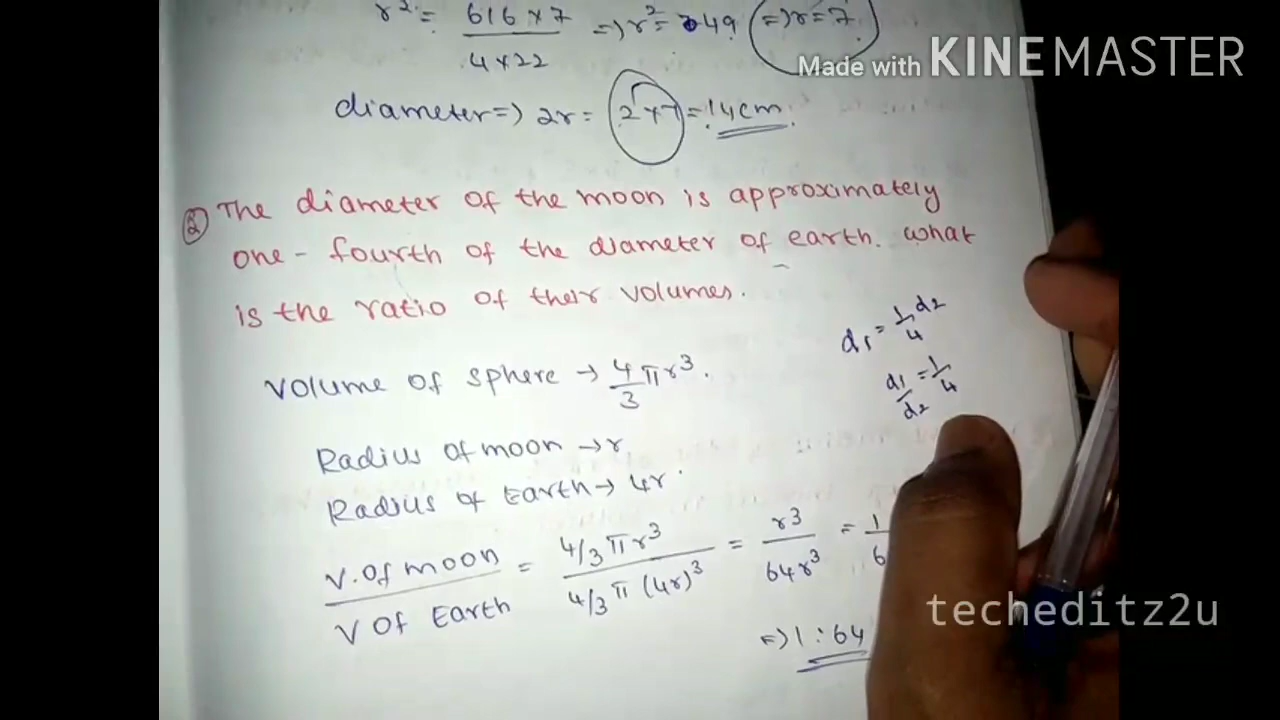 r² = 616 × 7 / 4 × 22 => r² = 49 => r = 7.
Made with KINEMASTER
diameter => 2r = 2 × 7 = 14cm.
② The diameter of the moon is approximately
one - fourth of the diameter of earth. what
is the ratio of their volumes.
d1 = 1/4 d2
d1/d2 = 1/4
Volume of sphere → 4/3 πr³.
Radius of moon → r
Radius of Earth → 4r
V. of moon / V of Earth = 4/3 πr³ / 4/3 π (4r)³ = r³ / 64r³ = 1 / 6
techeditz2u
=> 1 : 64